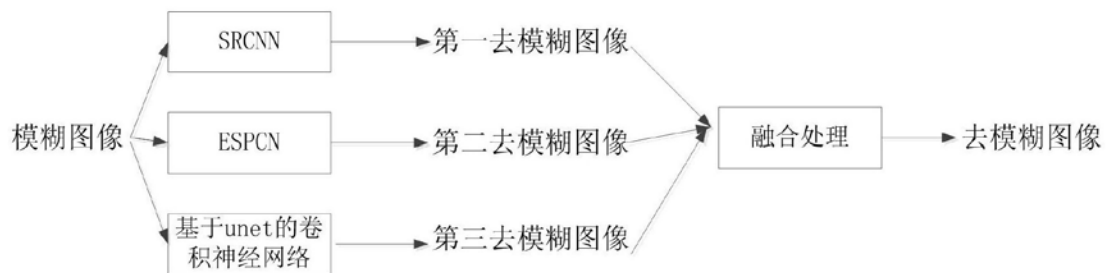 SRCNN
第一去模糊图像
模糊图像
ESPCN
第二去模糊图像
融合处理
去模糊图像
基于unet的卷
积神经网络
第三去模糊图像